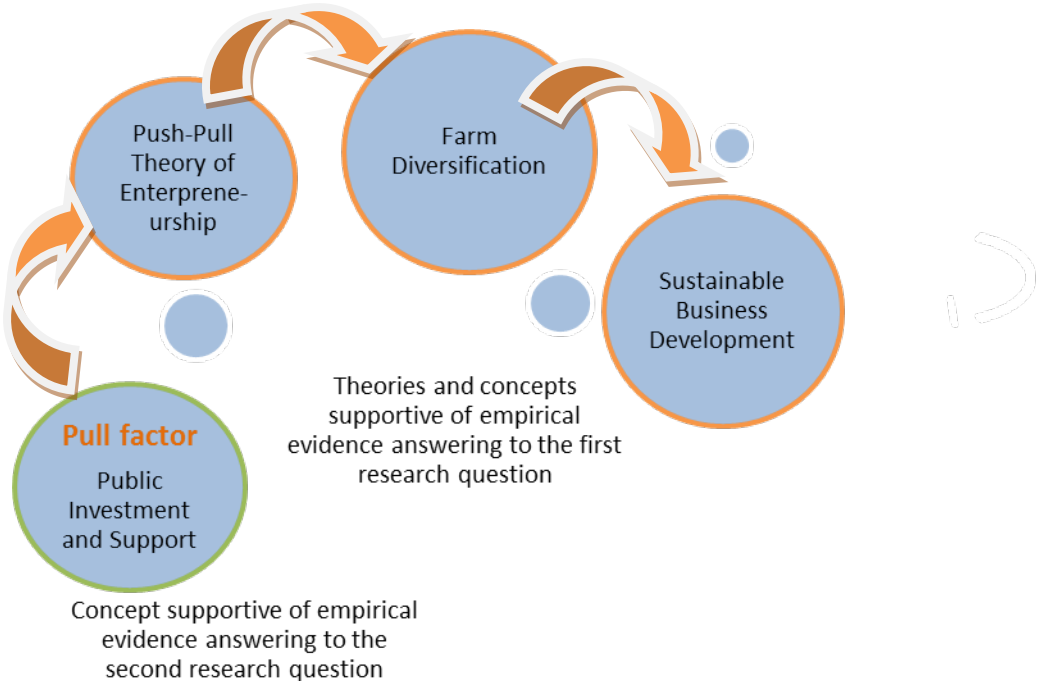 Push-Pull
Theory of
Enterprene-
urship
Farm
Diversification
Sustainable
Business
Development
Theories and concepts
supportive of empirical
evidence answering to the first
research question
Pull factor
Public
Investment
and Support
Concept supportive of empirical
evidence answering to the
second research question